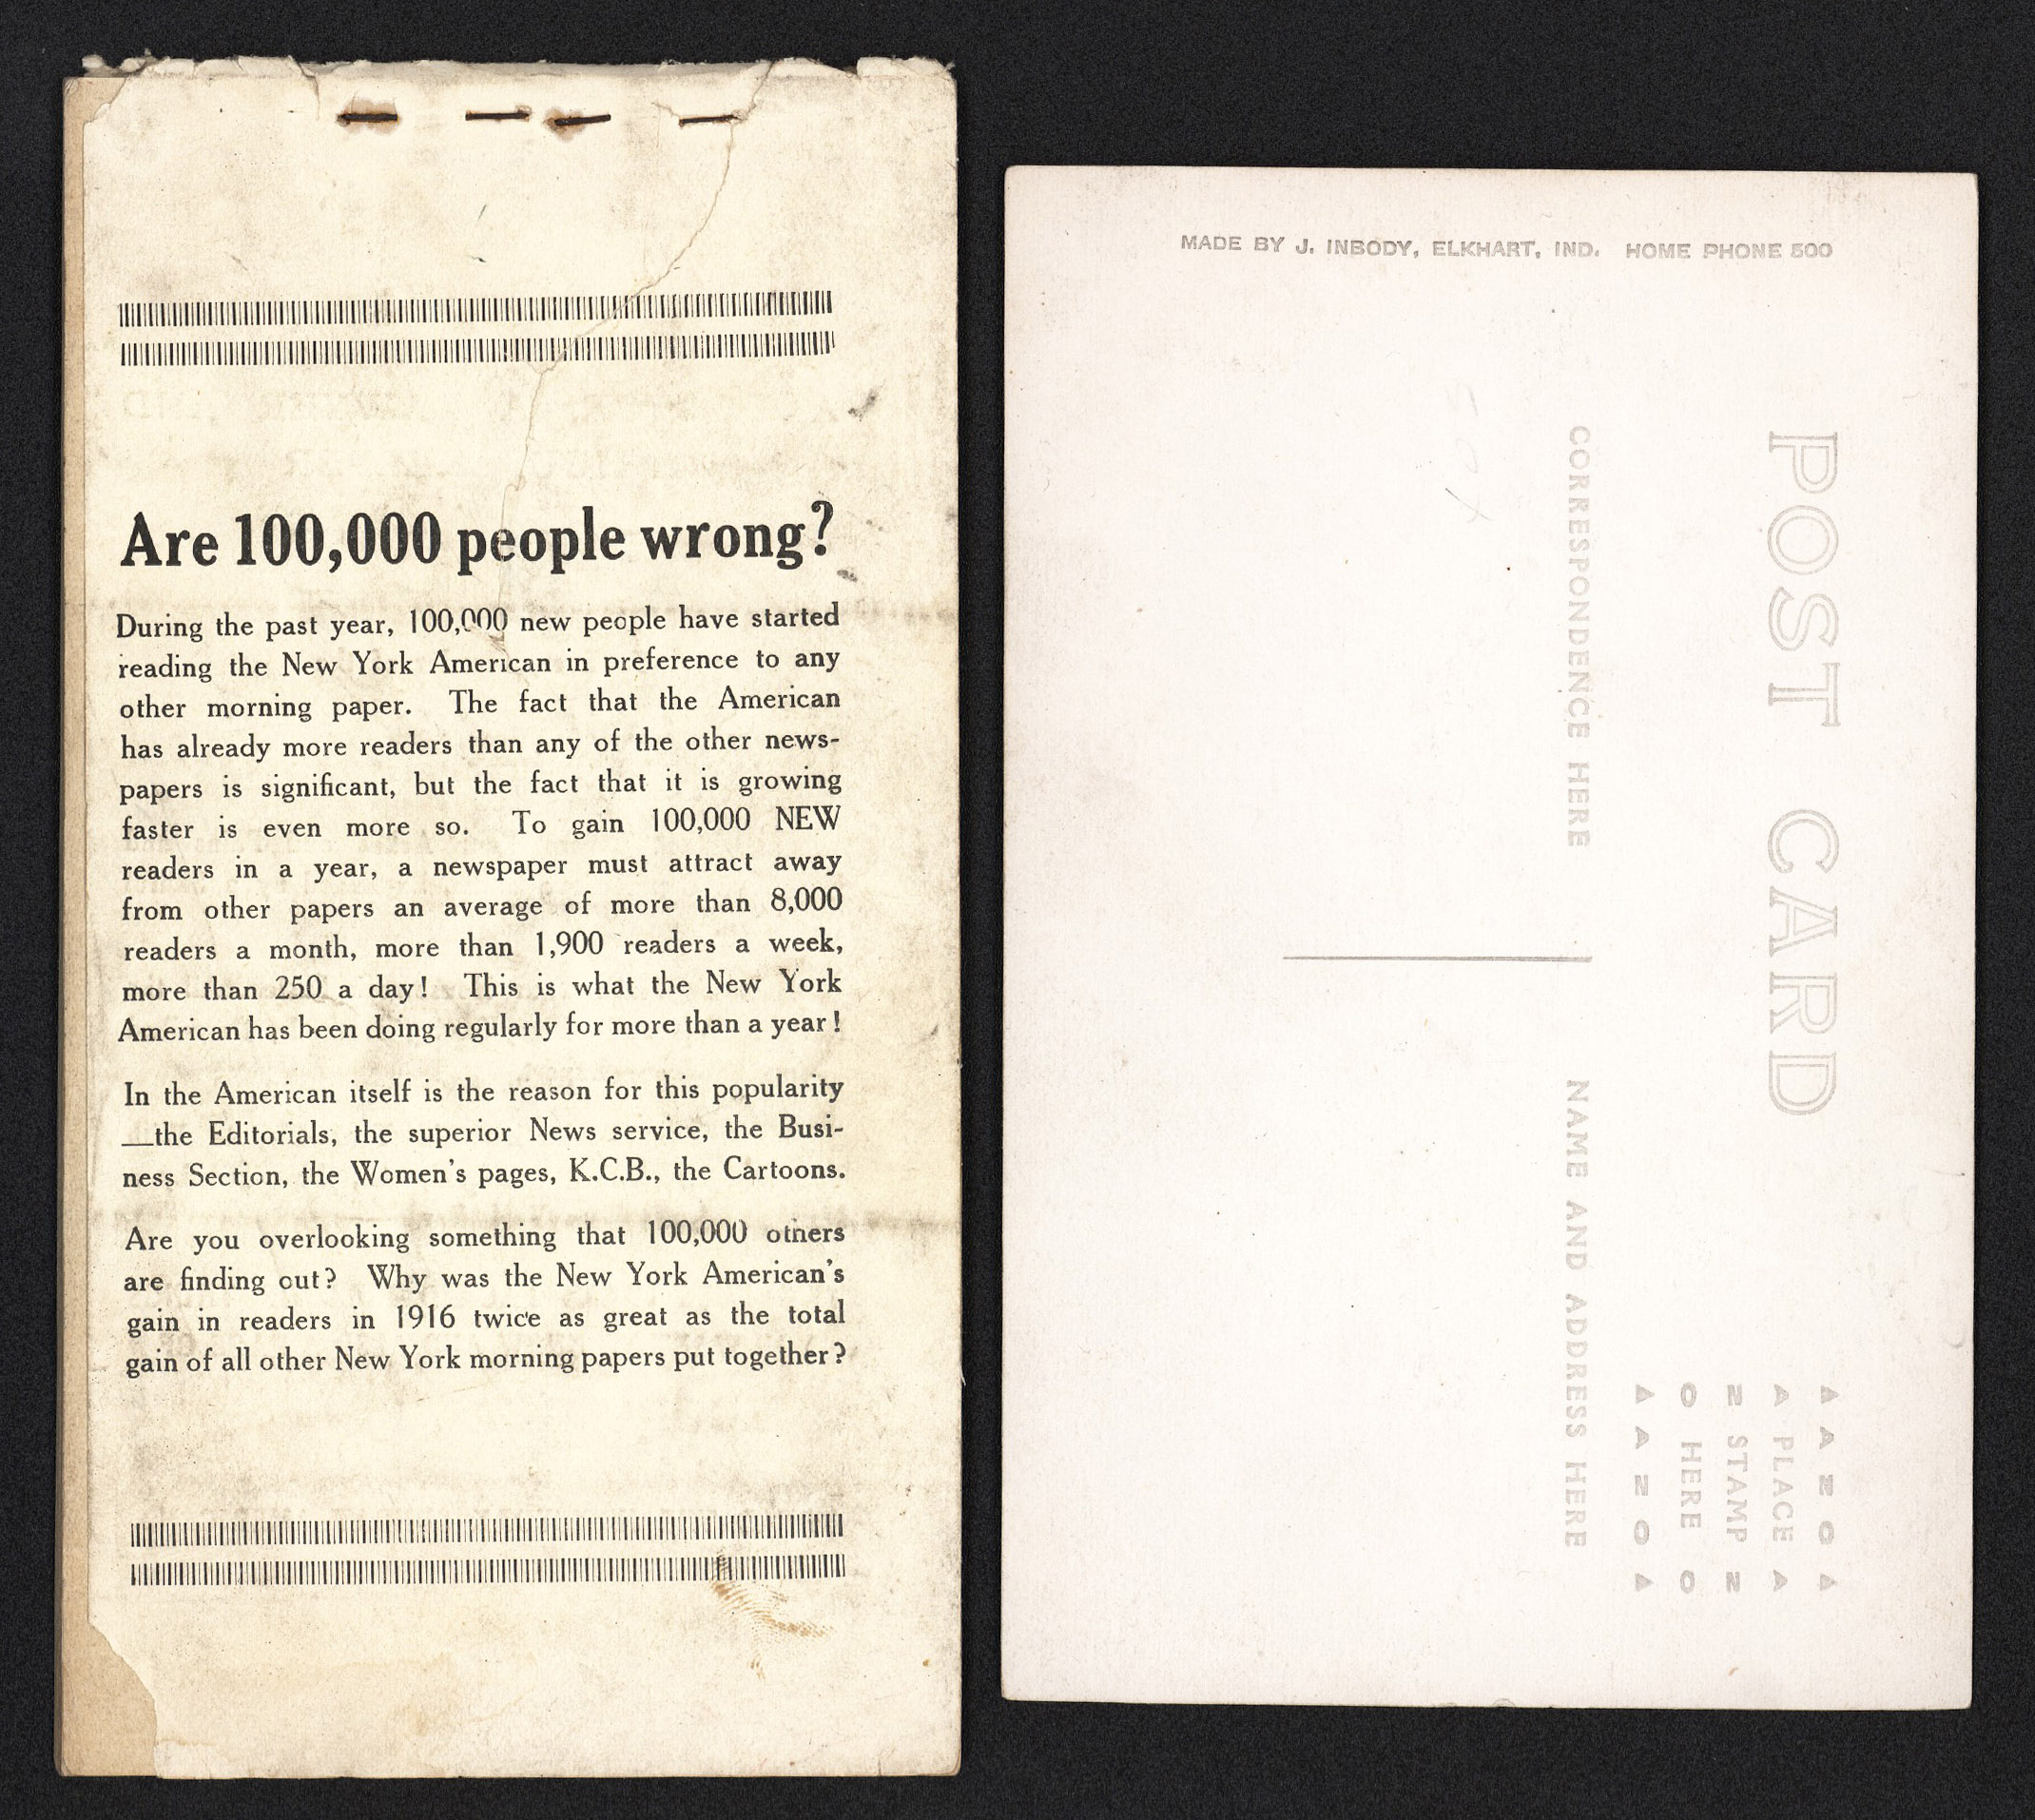 Are 100,000 people wrong?
During the past year, 100,000 new people have started
reading the New York American in preference to any
other morning paper. The fact that the American
has already more readers than any of the other news-
papers is significant, but the fact that it is growing
faster is even more so. To gain 100,000 NEW
readers in a year, a newspaper must attract away
from other papers an average of more than 8,000
readers a month, more than 1,900 readers a week,
more than 250 a day! This is what the New York
American has been doing regularly for more than a year!
In the American itself is the reason for this popularity
—the Editorials, the superior News service, the Busi-
ness Section, the Women's pages, K.C.B., the Cartoons.
Are you overlooking something that 100,000 others
are finding out? Why was the New York American's
gain in readers in 1916 twice as great as the total
gain of all other New York morning papers put together?
MADE BY J. INBODY, ELKHART, IND. HOME PHONE 500
POST CARD
CORRESPONDENCE HERE
NAME AND ADDRESS HERE
▲ A Z O ▲
A PLACE A
Z STAMP Z
O HERE O
▲ A Z O ▲